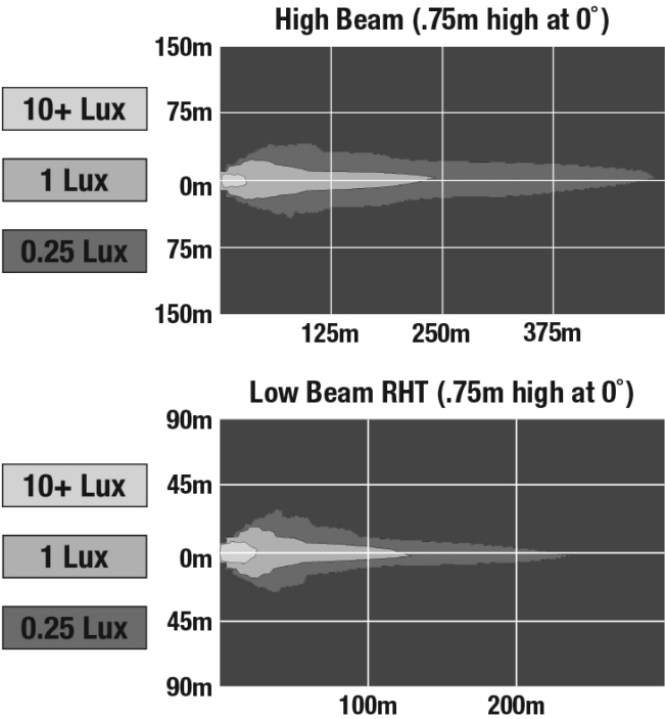 High Beam (.75m high at 0°)
150m
10+ Lux
75m
1 Lux
0m
0.25 Lux
75m
150m
125m 250m 375m
Low Beam RHT (.75m high at 0°)
90m
10+ Lux
45m
1 Lux
0m
0.25 Lux
45m
90m
100m 200m